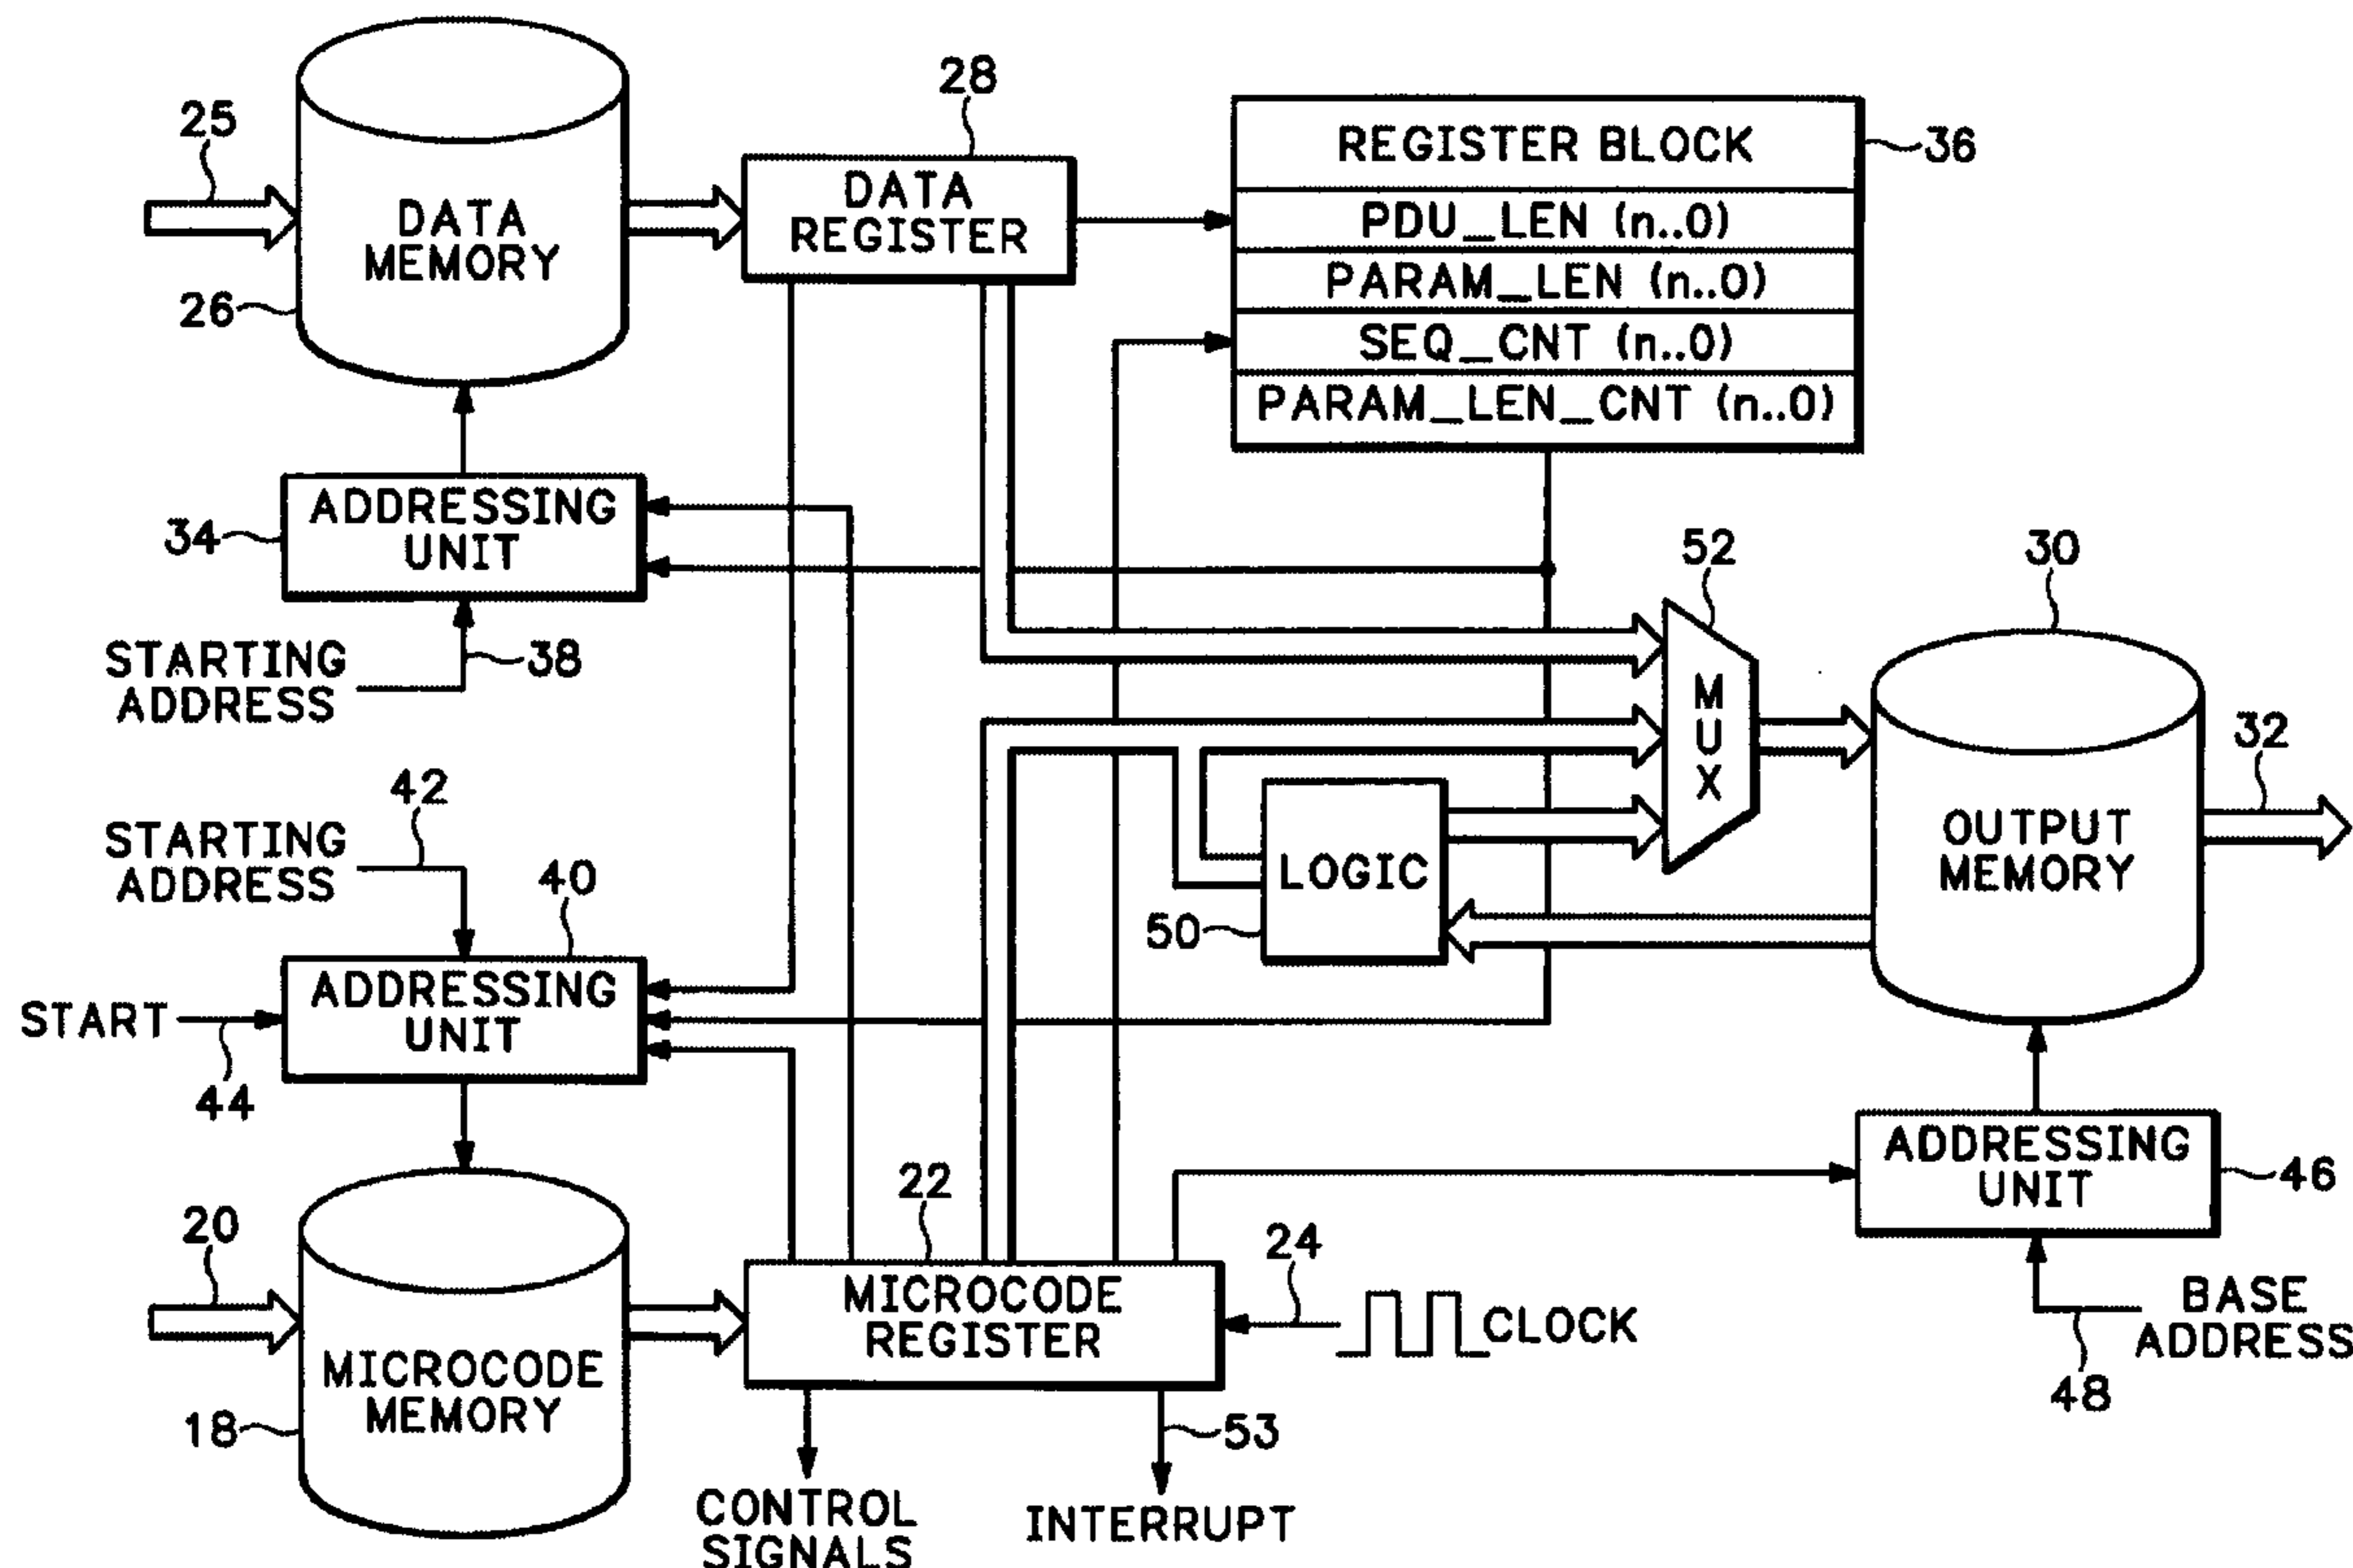 28
25
REGISTER BLOCK
36
DATA
REGISTER
PDU_LEN (n..0)
DATA
MEMORY
PARAM_LEN (n..0)
26
SEQ_CNT (n..0)
PARAM_LEN_CNT (n..0)
ADDRESSING
UNIT
34
52
30
STARTING
ADDRESS
38
MUX
32
42
STARTING
ADDRESS
40
LOGIC
OUTPUT
MEMORY
50
ADDRESSING
UNIT
START
44
ADDRESSING
UNIT
46
22
20
24
MICROCODE
REGISTER
CLOCK
BASE
ADDRESS
48
MICROCODE
MEMORY
18
53
CONTROL
SIGNALS
INTERRUPT